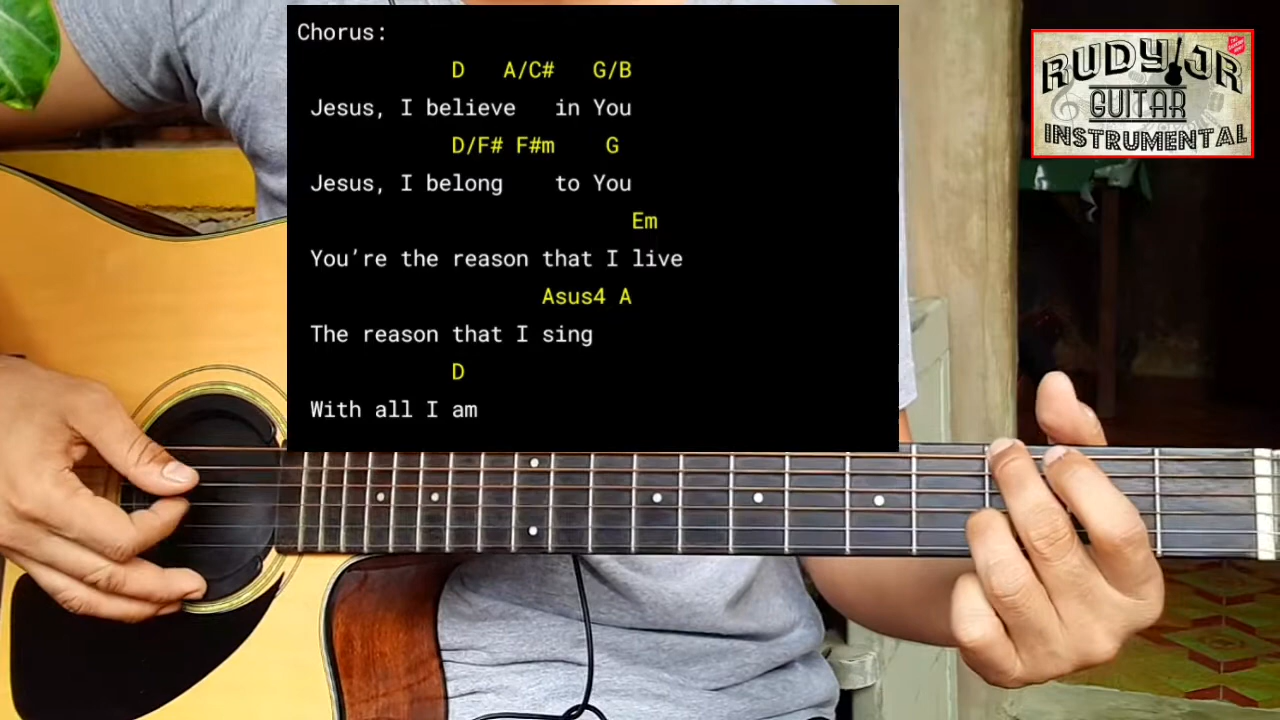 Chorus:
D A/C# G/B
Jesus, I believe in You
D/F# F#m G
Jesus, I belong to You
Em
You’re the reason that I live
Asus4 A
The reason that I sing
D
With all I am
RUDY JR
GUITAR
INSTRUMENTAL